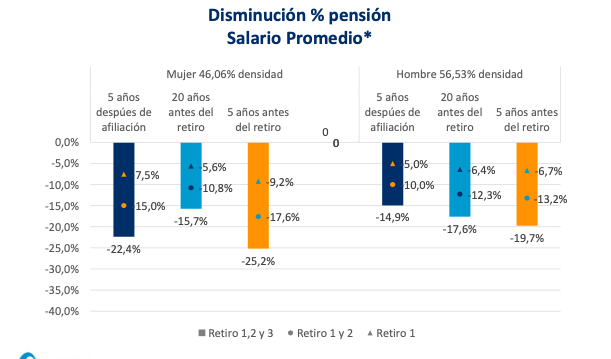 Disminución % pensión
Salario Promedio*
Mujer 46,06% densidad
Hombre 56,53% densidad
5 años
despúes de
afiliación
20 años
antes del
retiro
5 años antes
del retiro
0
0
5 años
despúes de
afiliación
20 años
antes del
retiro
5 años antes
del retiro
0,0%
-5,0%
-10,0%
-15,0%
-20,0%
-25,0%
-30,0%
-35,0%
-40,0%
7,5%
15,0%
-22,4%
-5,6%
-10,8%
-15,7%
-9,2%
-17,6%
-25,2%
5,0%
10,0%
-14,9%
-6,4%
-12,3%
-17,6%
-6,7%
-13,2%
-19,7%
Retiro 1,2 y 3
Retiro 1 y 2
Retiro 1